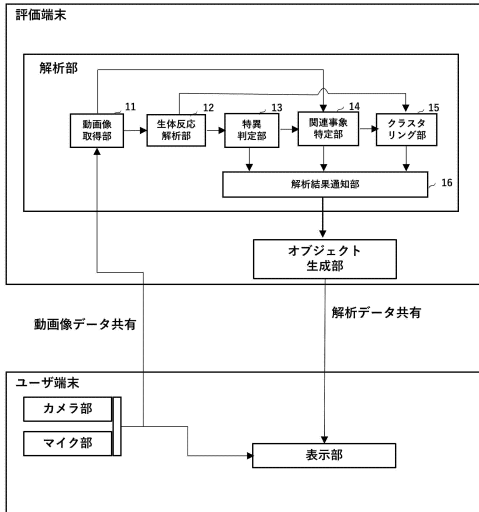 評価端末
解析部
11
動画像
取得部
12
生体反応
解析部
13
特異
判定部
14
関連事象
特定部
15
クラスタ
リング部
解析結果通知部
16
オブジェクト
生成部
動画像データ共有
解析データ共有
ユーザ端末
カメラ部
マイク部
表示部